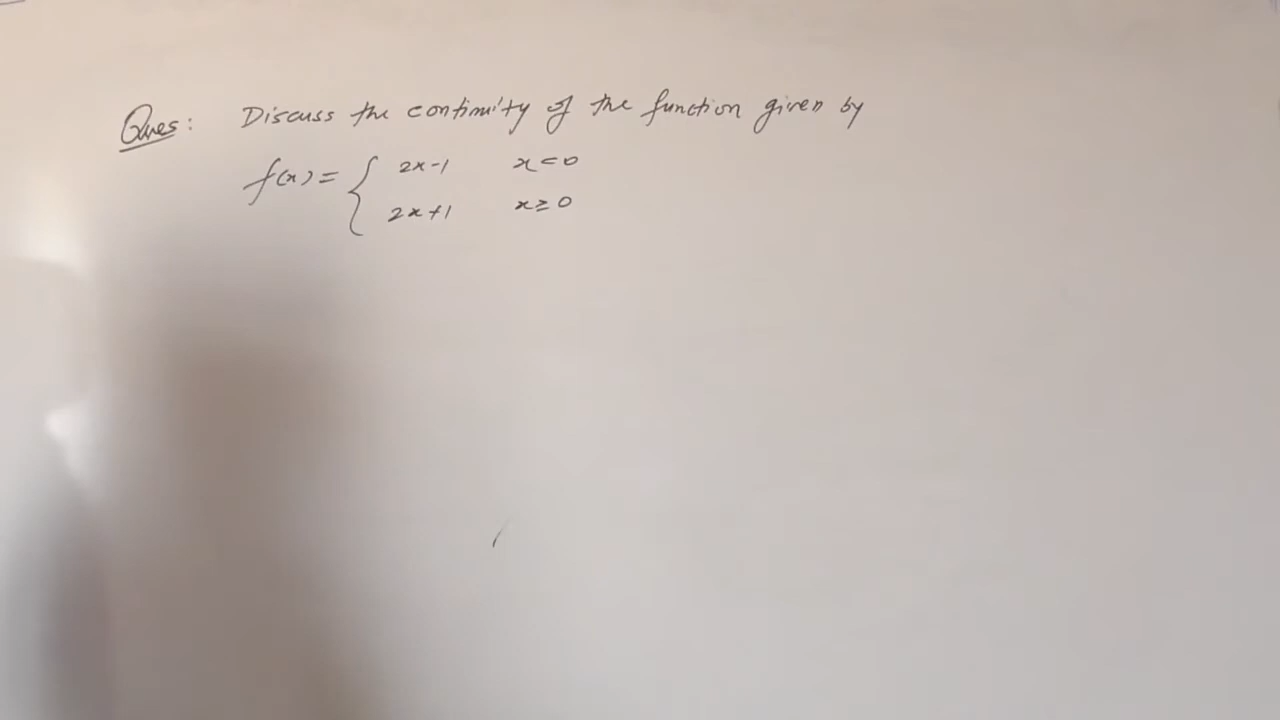 Ques: Discuss the continuity of the function given by
f(x) = { 2x-1 x<0
2x+1 x≥0